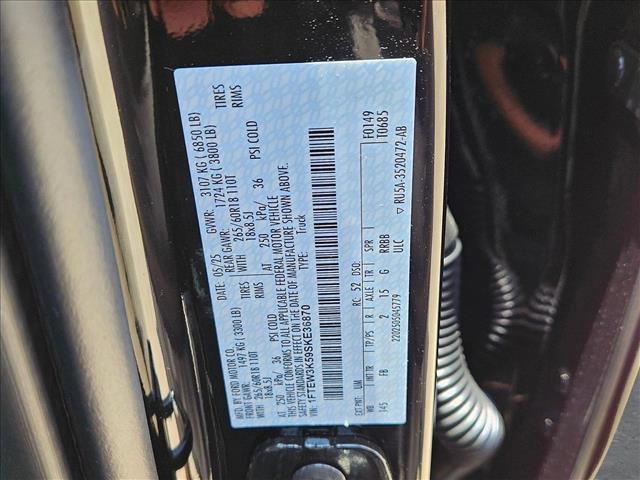 MFD. BY FORD MOTOR CO.
DATE: 05/25 GVWR: 3107 KG ( 6850 LB)
FRONT GAWR: 1497 KG (3300 LB) REAR GAWR: 1724 KG ( 3800 LB)
WITH 265/60R18 110T TIRES WITH 265/60R18 110T TIRES
18x8.5J RIMS 18x8.5J RIMS
AT 250 kPa/ 36 PSI COLD AT 250 kPa/ 36 PSI COLD
THIS VEHICLE CONFORMS TO ALL APPLICABLE FEDERAL MOTOR VEHICLE
SAFETY STANDARDS IN EFFECT ON THE DATE OF MANUFACTURE SHOWN ABOVE.
VIN: 1FTEW3K59SKE36870 TYPE: Truck
F0149
T0685
EXT PNT: UM RC: 52 DSO:
WB TP/PS R AXLE TR SPR
145 FB 2 15 G RRBB
2202505045779 ULC
RU5A-3520472-AB